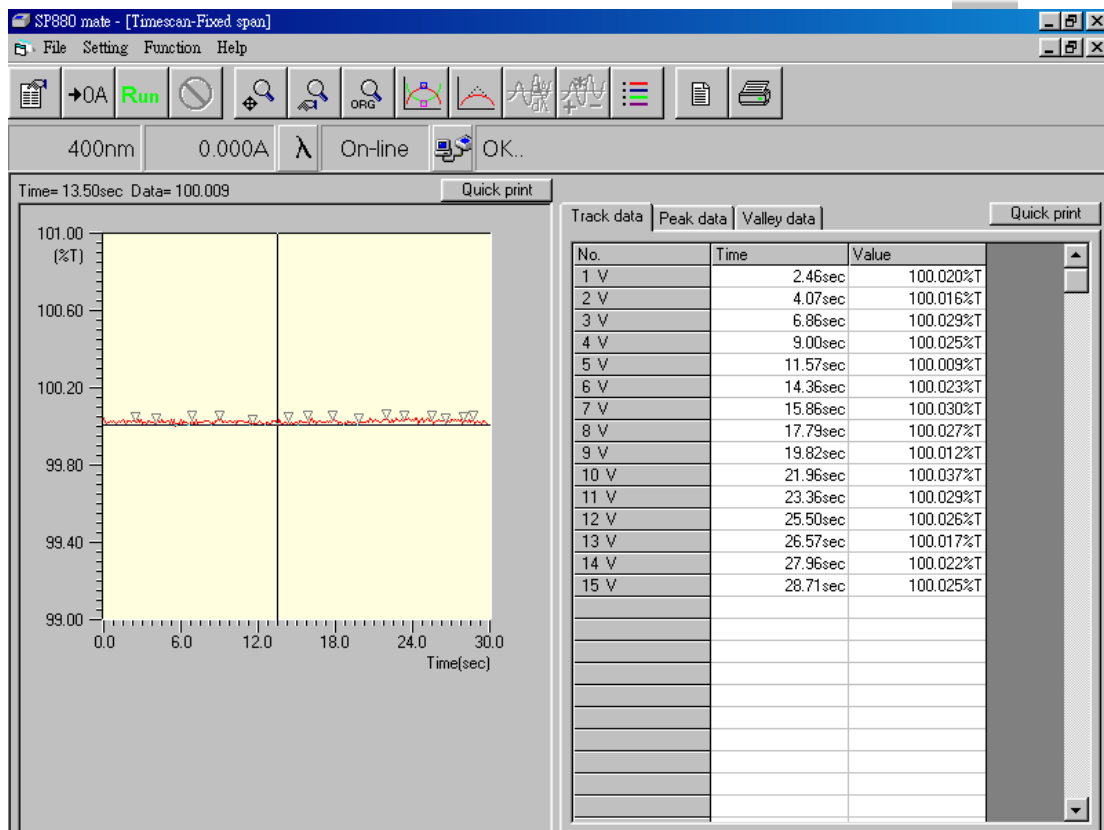 SP880 mate - [Timescan-Fixed span]
File Setting Function Help
→0A Run ORG
400nm 0.000A λ On-line OK..
Time= 13.50sec Data= 100.009 Quick print
Track data Peak data Valley data Quick print
101.00
(%T)
100.60
100.20
99.80
99.40
99.00
0.0 6.0 12.0 18.0 24.0 30.0
Time(sec)
No. Time Value
1 V 2.46sec 100.020%T
2 V 4.07sec 100.016%T
3 V 6.86sec 100.029%T
4 V 9.00sec 100.025%T
5 V 11.57sec 100.009%T
6 V 14.36sec 100.023%T
7 V 15.86sec 100.030%T
8 V 17.79sec 100.027%T
9 V 19.82sec 100.012%T
10 V 21.96sec 100.037%T
11 V 23.36sec 100.029%T
12 V 25.50sec 100.026%T
13 V 26.57sec 100.017%T
14 V 27.96sec 100.022%T
15 V 28.71sec 100.025%T